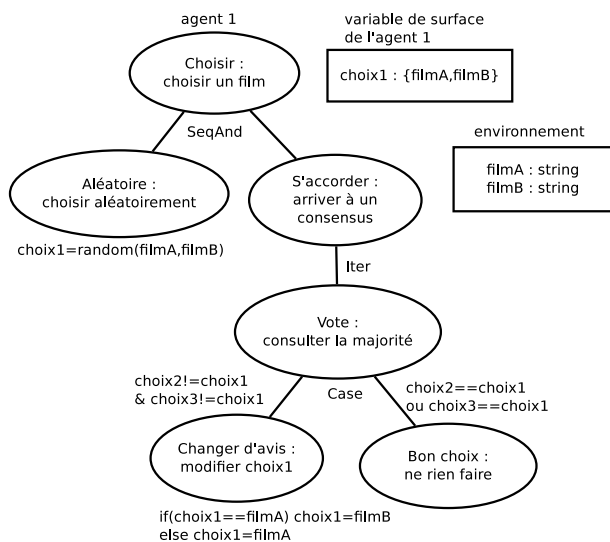 agent 1
variable de surface
de l'agent 1
Choisir :
choisir un film
choix1 : {filmA,filmB}
SeqAnd
environnement
Aléatoire :
choisir aléatoirement
S'accorder :
arriver à un
consensus
filmA : string
filmB : string
choix1=random(filmA,filmB)
Iter
Vote :
consulter la majorité
choix2!=choix1
& choix3!=choix1
Case
choix2==choix1
ou choix3==choix1
Changer d'avis :
modifier choix1
Bon choix :
ne rien faire
if(choix1==filmA) choix1=filmB
else choix1=filmA